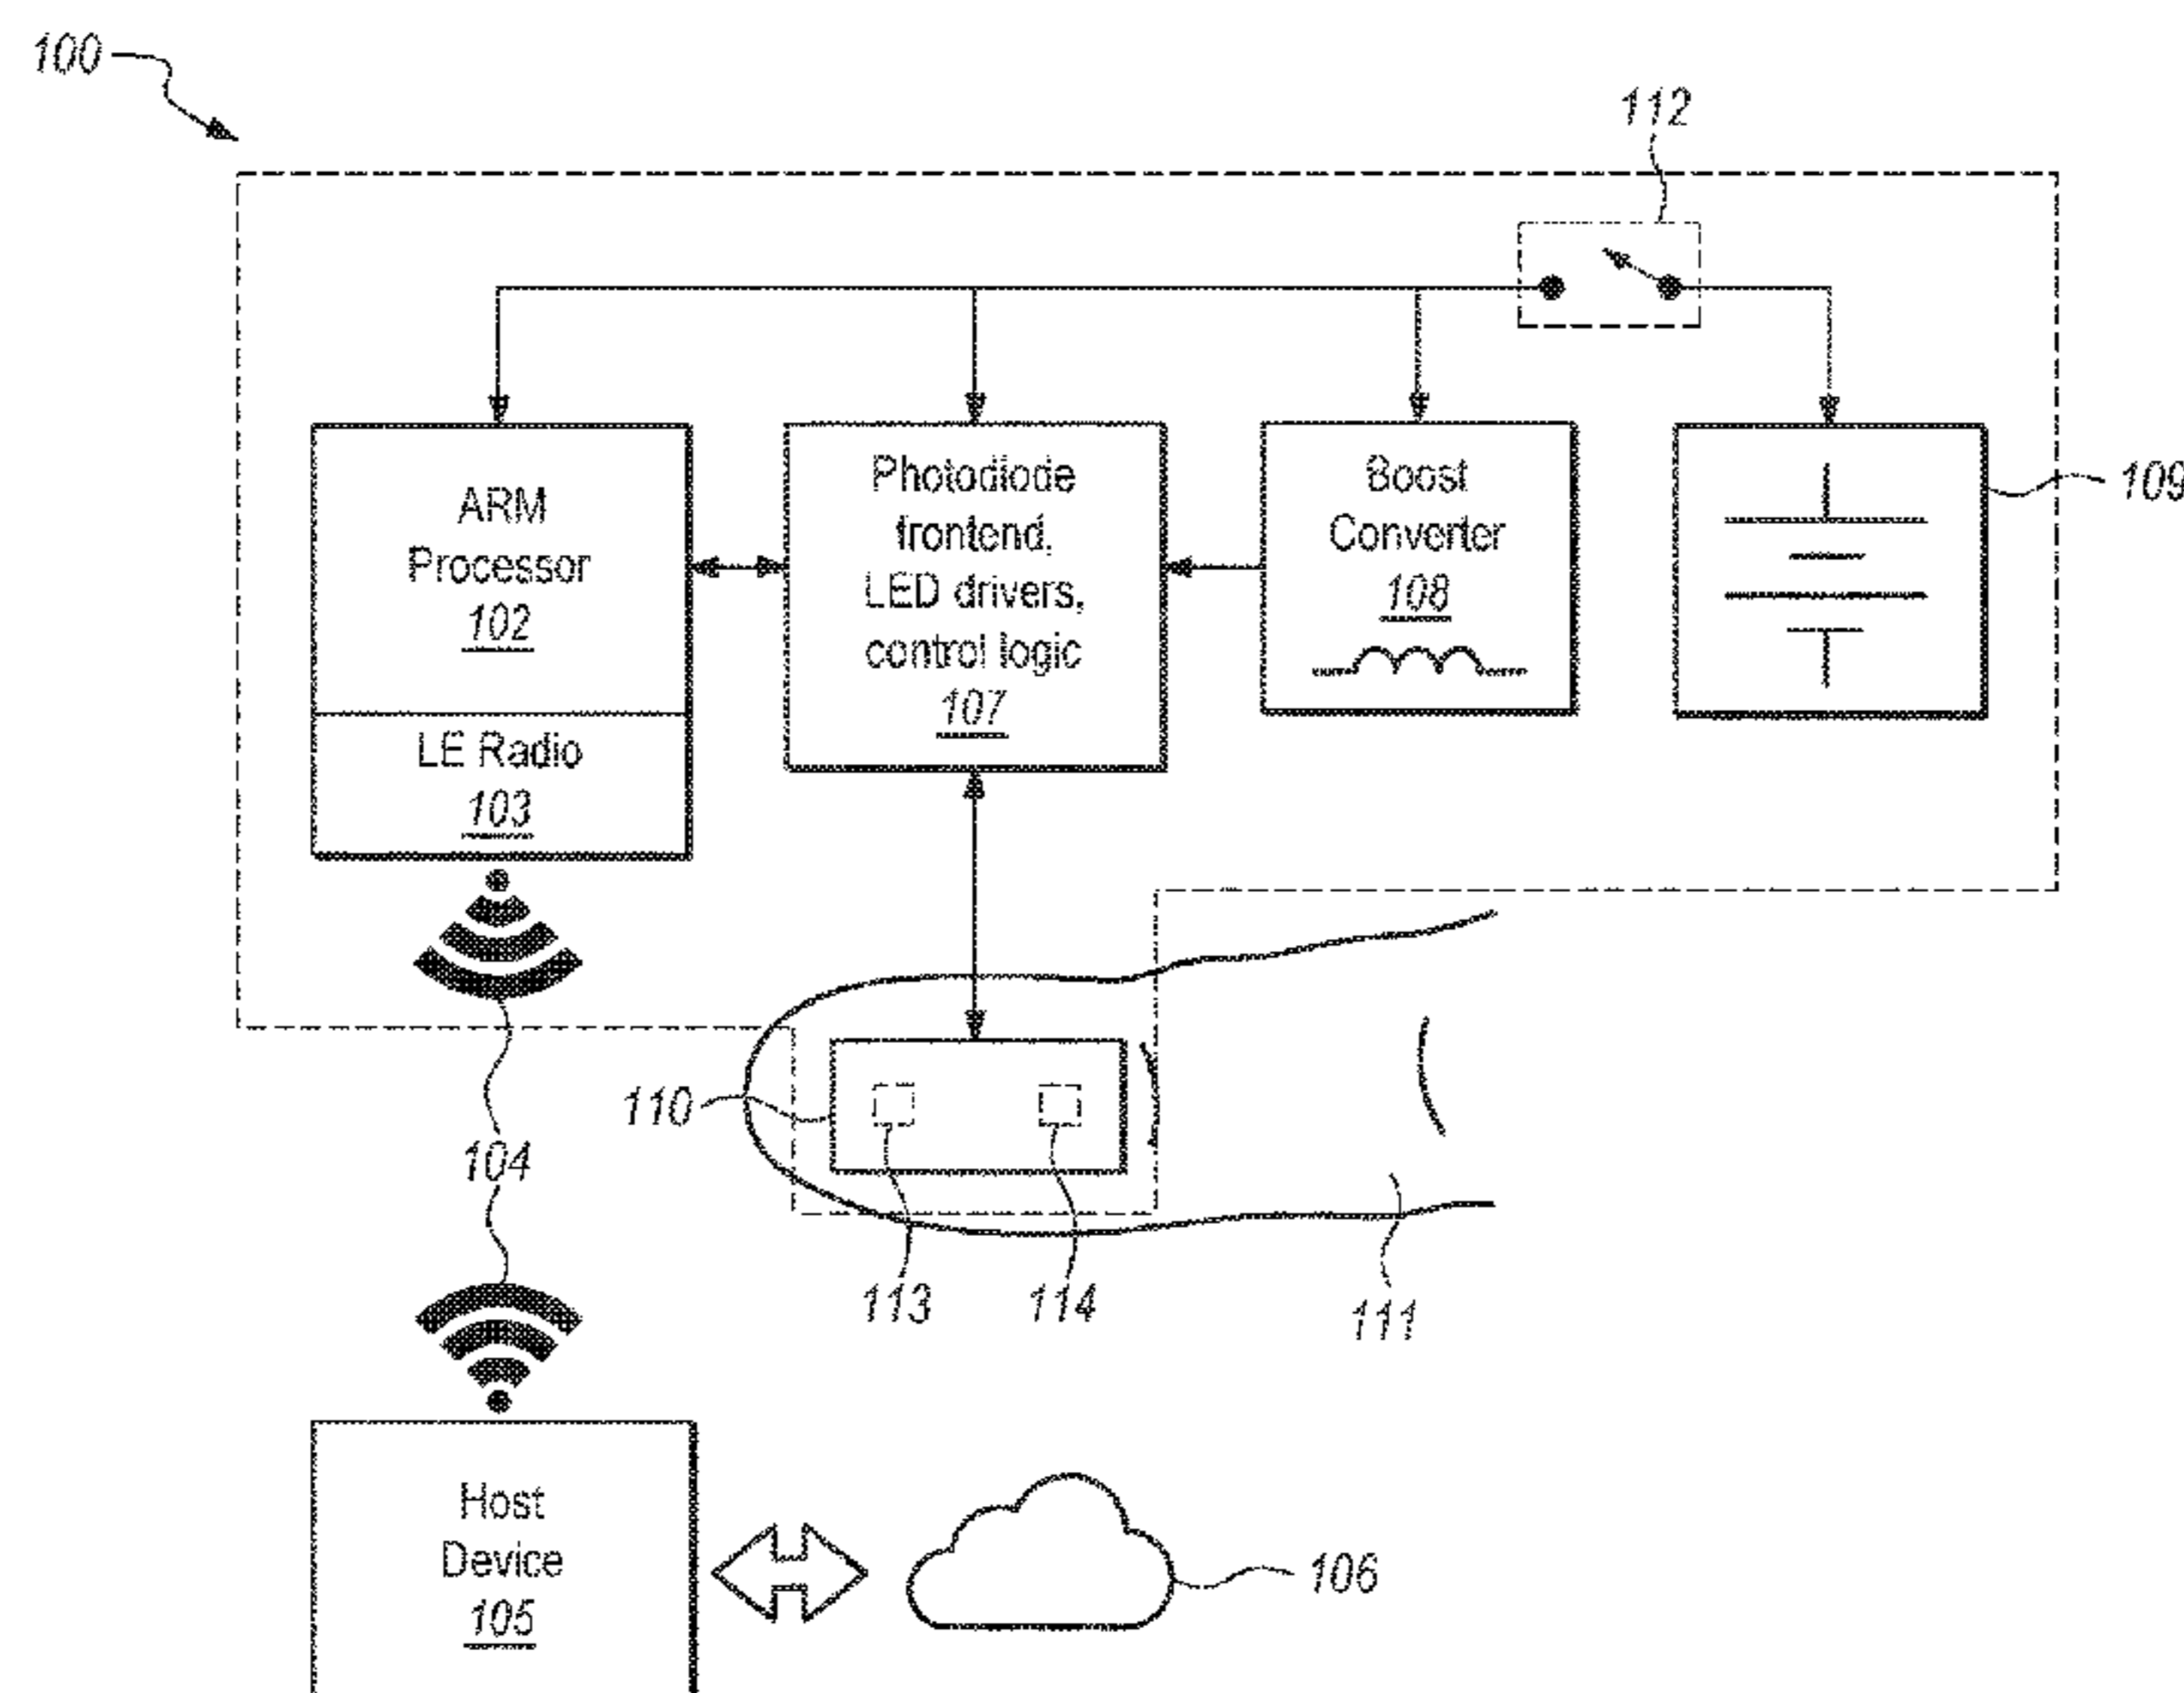 100
112
ARM
Processor
102
LE Radio
103
Photodiode
frontend,
LED drivers,
control logic
107
Boost
Converter
108
109
104
110
113
114
111
Host
Device
105
106